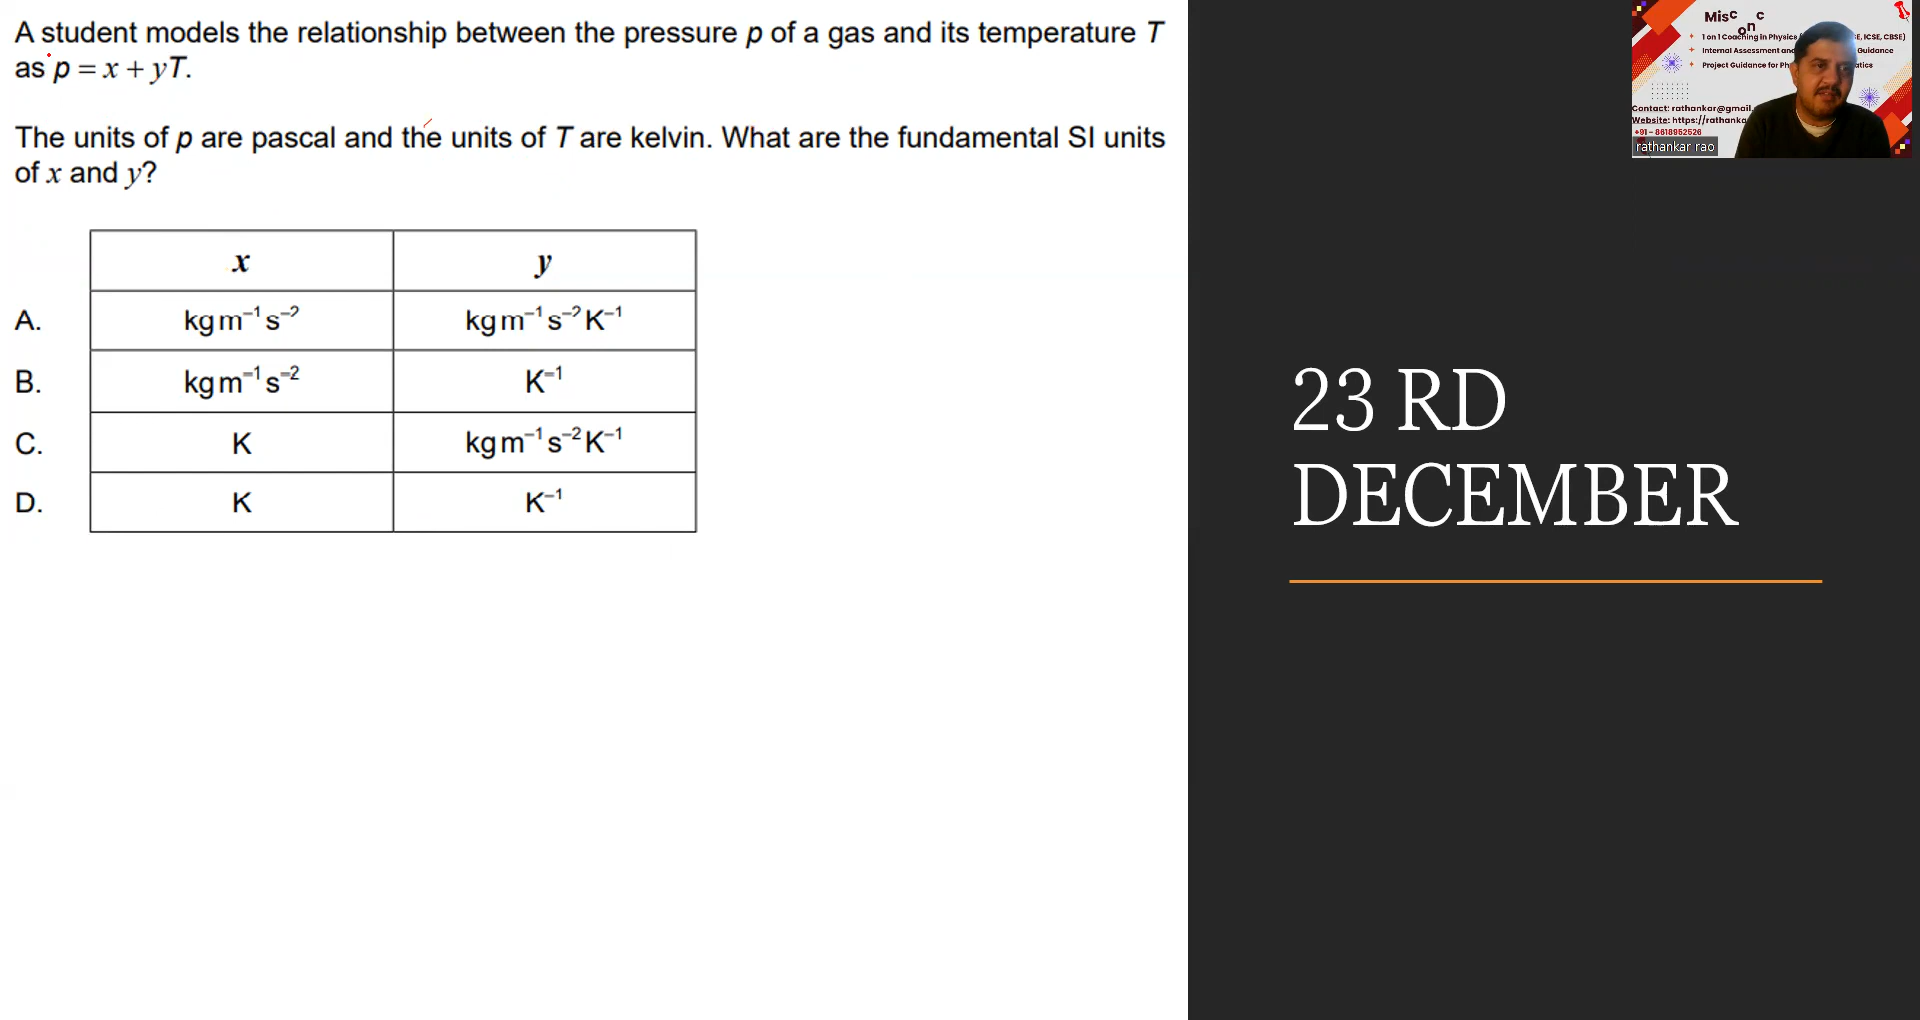 A student models the relationship between the pressure p of a gas and its temperature T
as p = x + yT.
The units of p are pascal and the units of T are kelvin. What are the fundamental SI units
of x and y?
x y
A. kg m⁻¹ s⁻² kg m⁻¹ s⁻² K⁻¹
B. kg m⁻¹ s⁻² K⁻¹
C. K kg m⁻¹ s⁻² K⁻¹
D. K K⁻¹
23 RD
DECEMBER
1 on 1 Coaching in Physics E, ICSE, CBSE)
Internal Assessment and Guidance
Project Guidance for
Contact: rathankar@gmail.
Website: https://rathanka
+91 - 8618952526
rathankar rao